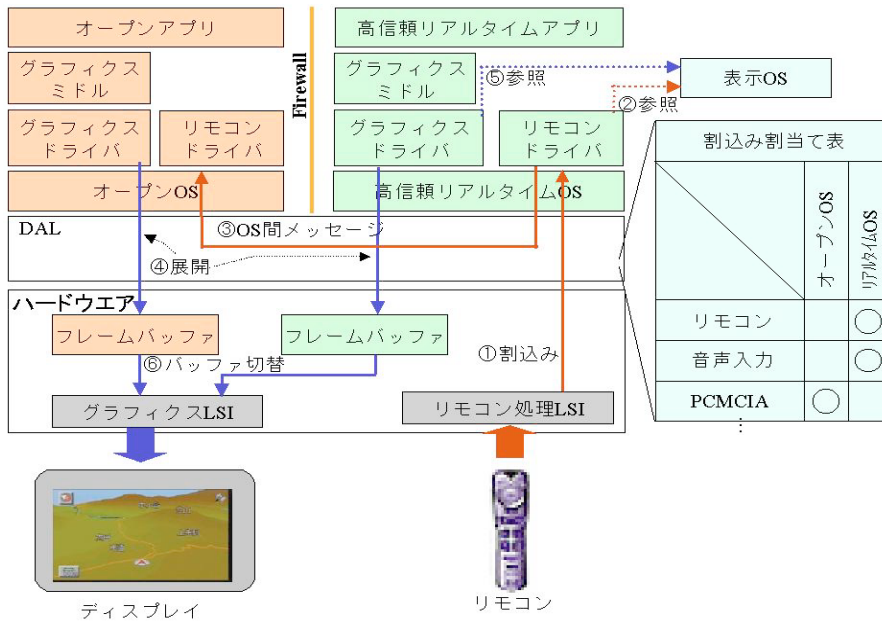 オープンアプリ
グラフィクス
ミドル
グラフィクス
ドライバ
リモコン
ドライバ
オープンOS
Firewall
高信頼リアルタイムアプリ
グラフィクス
ミドル
グラフィクス
ドライバ
リモコン
ドライバ
高信頼リアルタイムOS
⑤参照
②参照
表示OS
DAL
③OS間メッセージ
④展開
ハードウエア
フレームバッファ
フレームバッファ
①割込み
⑥バッファ切替
グラフィクスLSI
リモコン処理LSI
ディスプレイ
リモコン
割込み割当て表
オープンOS
リアルタイムOS
リモコン ○
音声入力 ○
PCMCIA ○
⋮